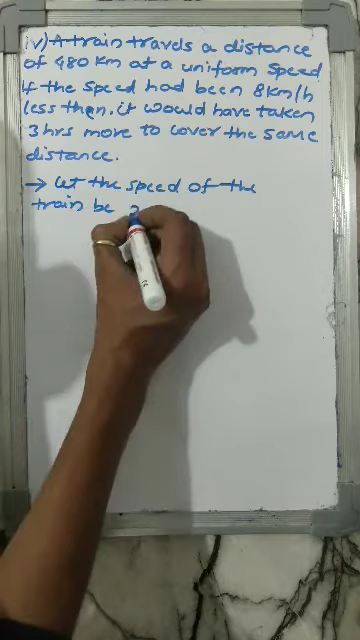 iv) A train travels a distance
of 480 Km at a uniform speed
If the speed had been 8km/h
less then, it would have taken
3 hrs more to cover the same
distance.
→ Let the speed of the
train be